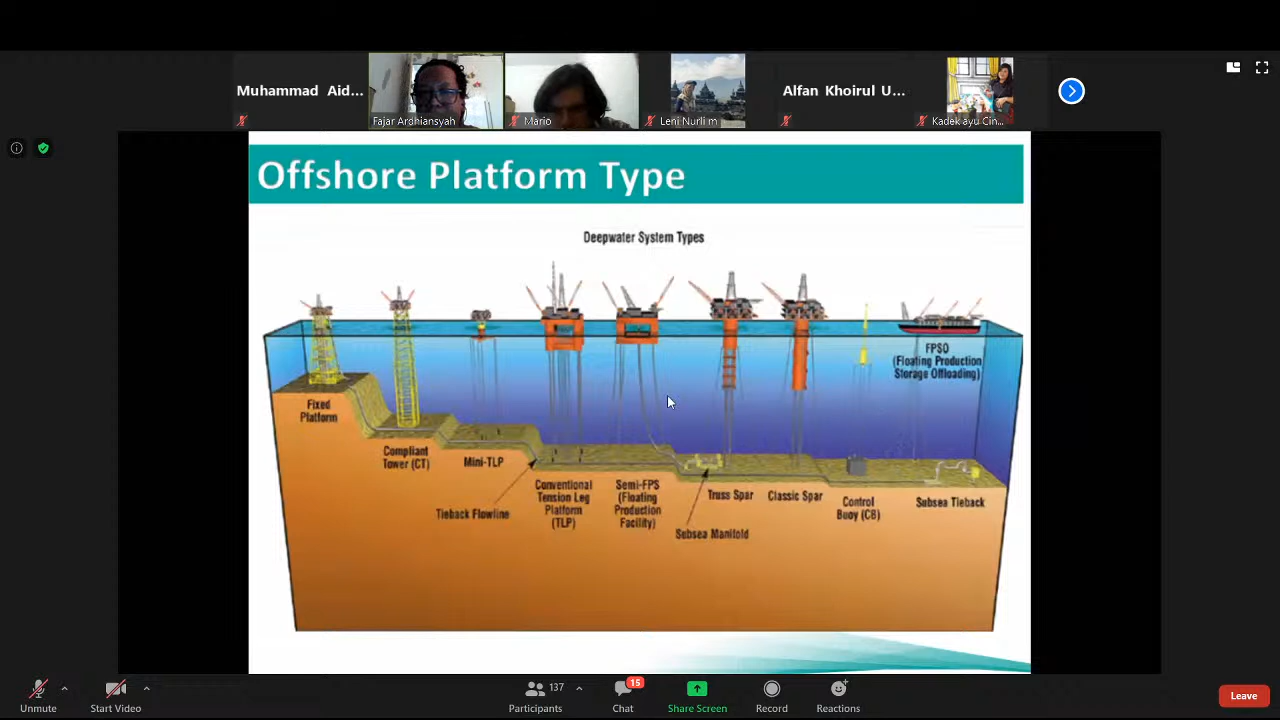 Muhammad Aid...
Fajar Ardhiansyah
Mario
Leni Nurli m
Alfan Khoirul U...
Kadek ayu Cin...
Offshore Platform Type
Deepwater System Types
FPSO
(Floating Production
Storage Offloading)
Fixed
Platform
Compliant
Tower (CT)
Mini-TLP
Tieback Flowline
Conventional
Tension Leg
Platform
(TLP)
Semi-FPS
(Floating
Production
Facility)
Subsea Manifold
Truss Spar
Classic Spar
Control
Buoy (CB)
Subsea Tieback
Unmute
Start Video
137
Participants
15
Chat
Share Screen
Record
Reactions
Leave